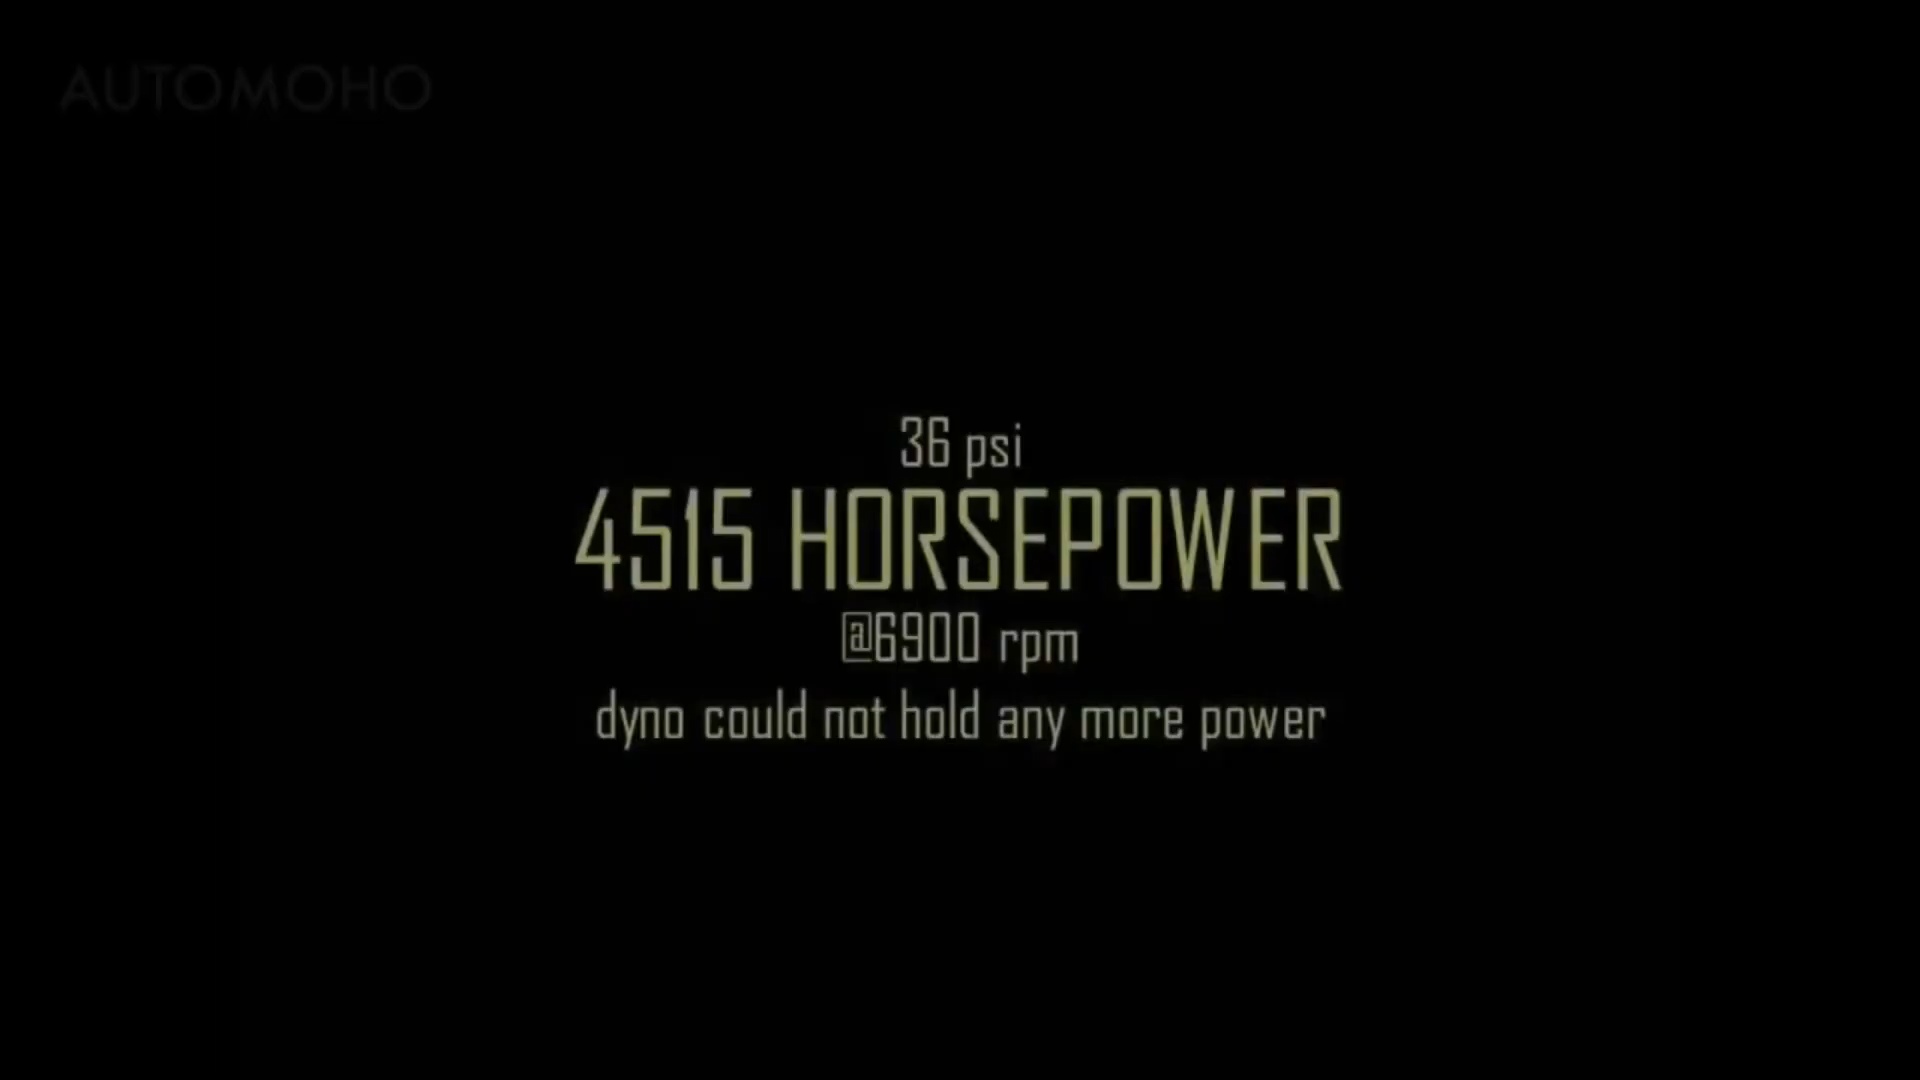 AUTOMOHO
36 psi
4515 HORSEPOWER
@6900 rpm
dyno could not hold any more power